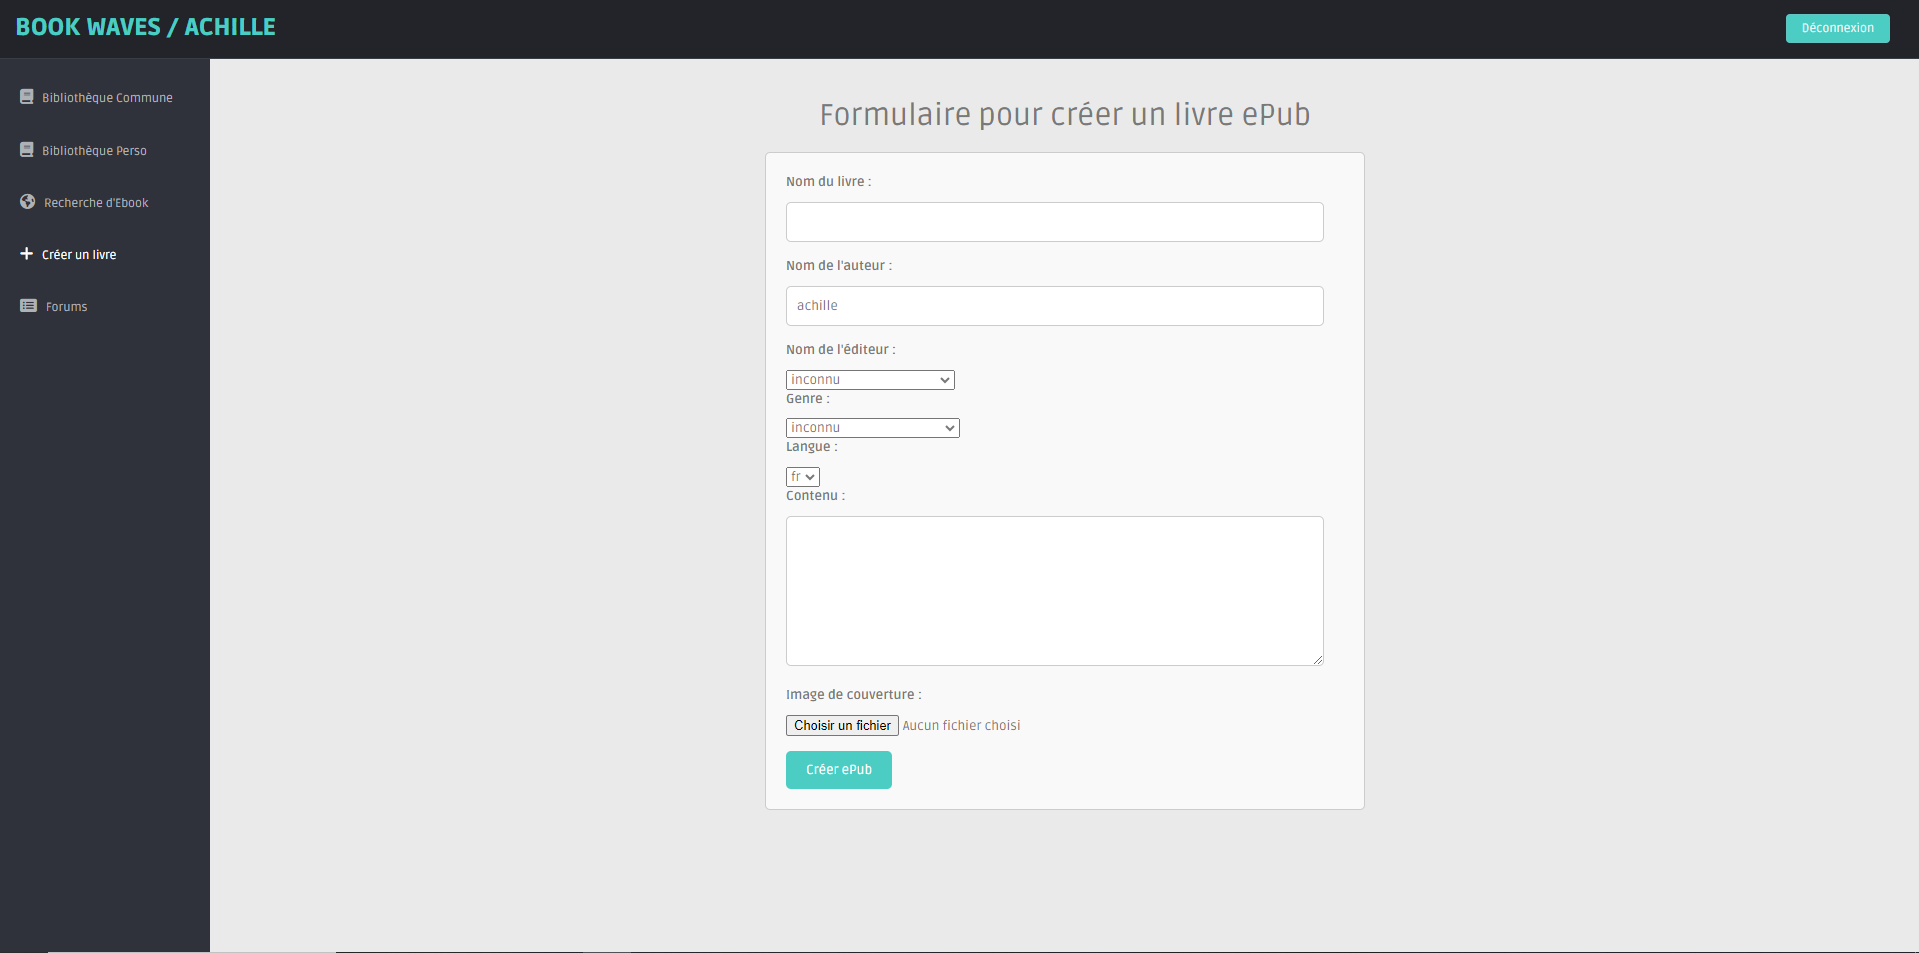 BOOK WAVES / ACHILLE
Déconnexion
Bibliothèque Commune
Bibliothèque Perso
Recherche d'Ebook
Créer un livre
Forums
Formulaire pour créer un livre ePub
Nom du livre :
Nom de l'auteur :
achille
Nom de l'éditeur :
inconnu
Genre :
inconnu
Langue :
fr
Contenu :
Image de couverture :
Choisir un fichier Aucun fichier choisi
Créer ePub